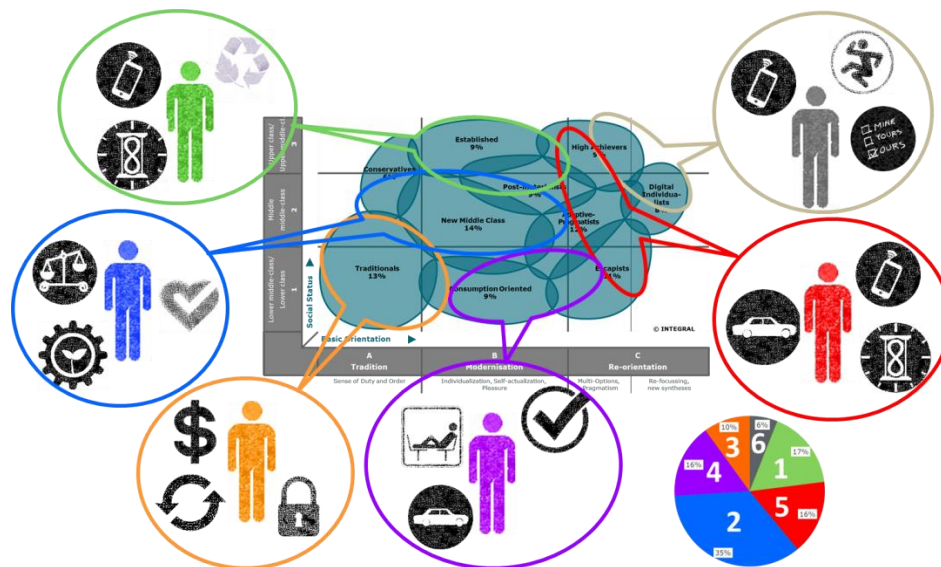 Upper class/
Upper middle-cl
3
Middle
middle-class
2
Lower middle-class/
Lower class
1
Social Status
Established
9%
High Achievers
9%
Conservatives
Post-materialists
9%
Digital
Individua-
lists
New Middle Class
14%
Adaptive-
Pragmatists
12%
Traditionals
13%
Consumption Oriented
9%
Escapists
Basic Orientation
© INTEGRAL
A
Tradition
B
Modernisation
C
Re-orientation
Sense of Duty and Order
Individualization, Self-actualization,
Pleasure
Multi-Options,
Pragmatism
Re-focussing,
new syntheses
MINE
YOURS
OURS
$
10%
6%
3
6
17%
1
16%
4
5
16%
2
35%